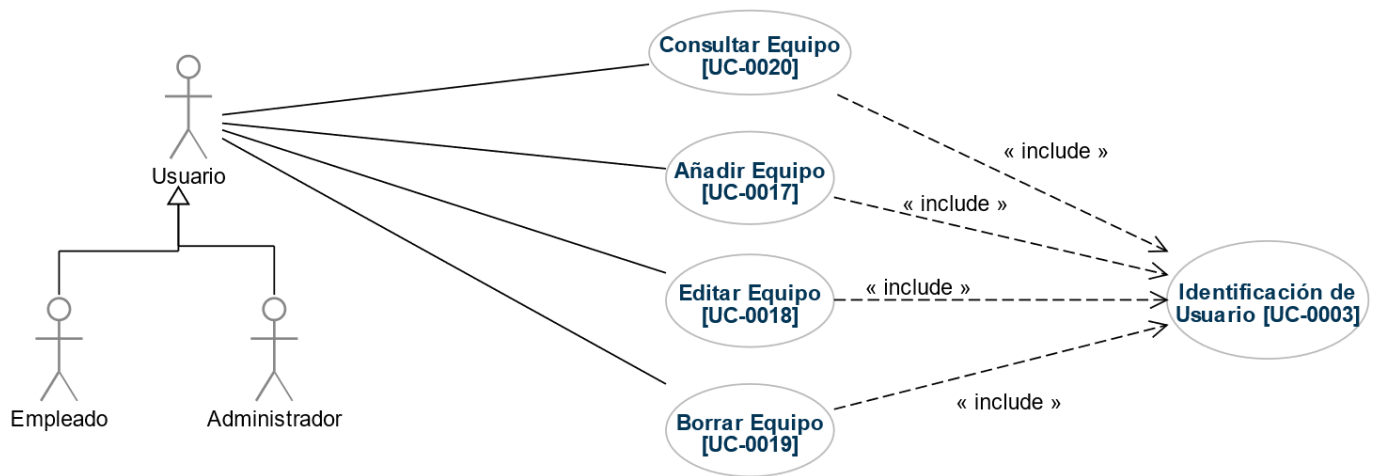 Consultar Equipo
[UC-0020]
« include »
Usuario
Añadir Equipo
[UC-0017]
« include »
Editar Equipo
[UC-0018]
« include »
Identificación de
Usuario [UC-0003]
Empleado
Administrador
Borrar Equipo
[UC-0019]
« include »